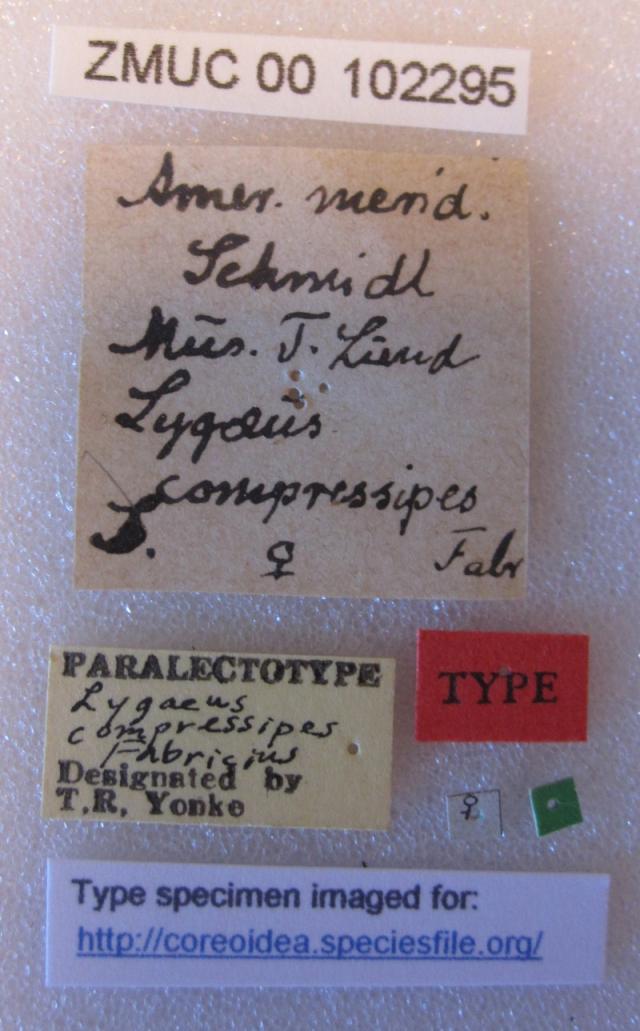 ZMUC 00 102295
Amer. merid.
Schmidt
Mus. T. Lund
Lygæus
compressipes
S.
♀ Fabr
PARALECTOTYPE
Lygaeus
compressipes
Fabricius
Designated by
T.R. Yonke
TYPE
♀
Type specimen imaged for:
http://coreoidea.speciesfile.org/